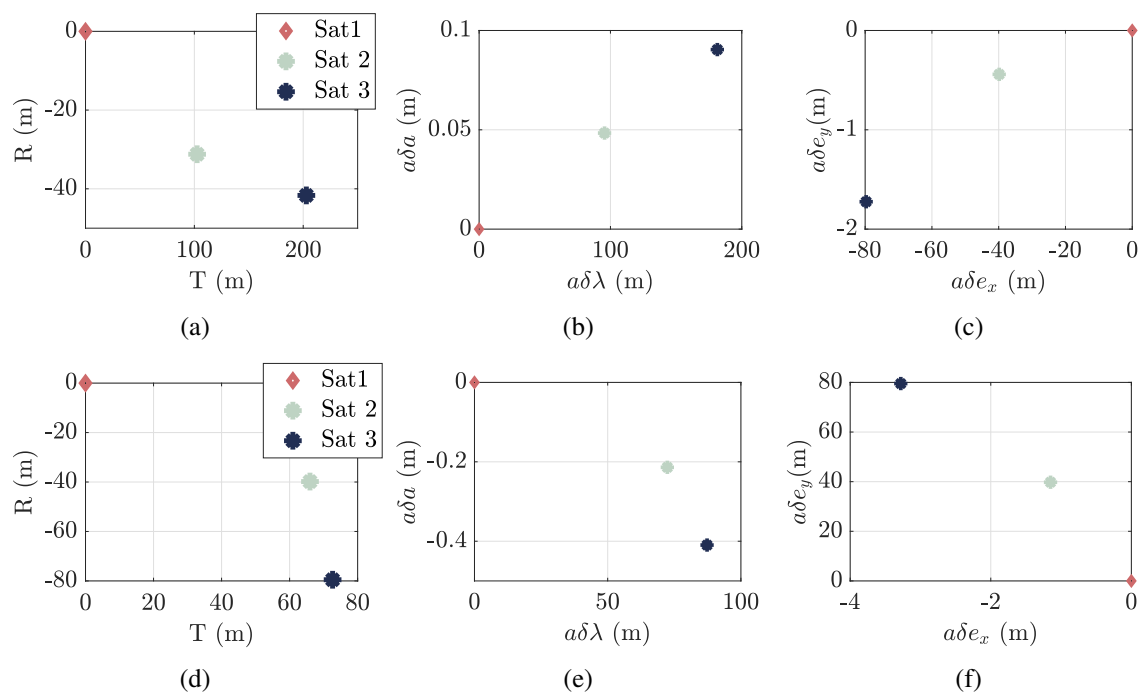 0
-20
-40
R (m)
0
100
200
T (m)
Sat1
Sat 2
Sat 3
(a)
0.1
0.05
0
aδa (m)
0
100
200
aδλ (m)
(b)
0
-1
-2
aδe_y(m)
-80
-60
-40
-20
0
aδe_x (m)
(c)
0
-20
-40
-60
-80
R (m)
0
20
40
60
80
T (m)
Sat1
Sat 2
Sat 3
(d)
0
-0.2
-0.4
aδa (m)
0
50
100
aδλ (m)
(e)
80
60
40
20
0
aδe_y(m)
-4
-2
0
aδe_x (m)
(f)